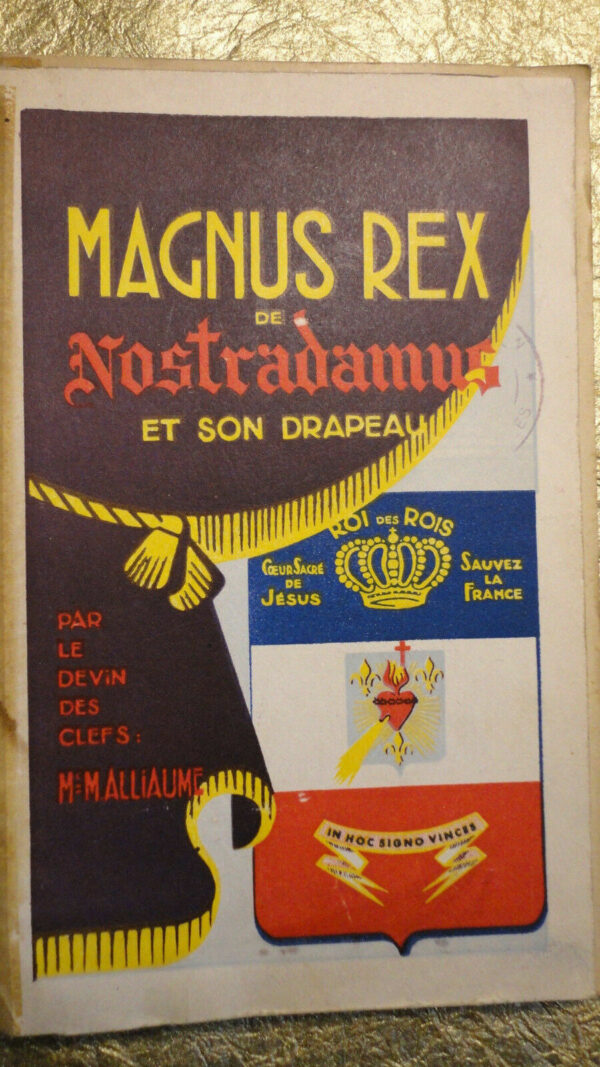 MAGNUS REX
DE
Nostradamus
ET SON DRAPEAU
ROI DES ROIS
CŒUR SACRÉ
DE
JÉSUS
SAUVEZ
LA
FRANCE
PAR
LE
DEVIN
DES
CLEFS:
Me M. ALLIAUME
IN HOC SIGNO VINCES